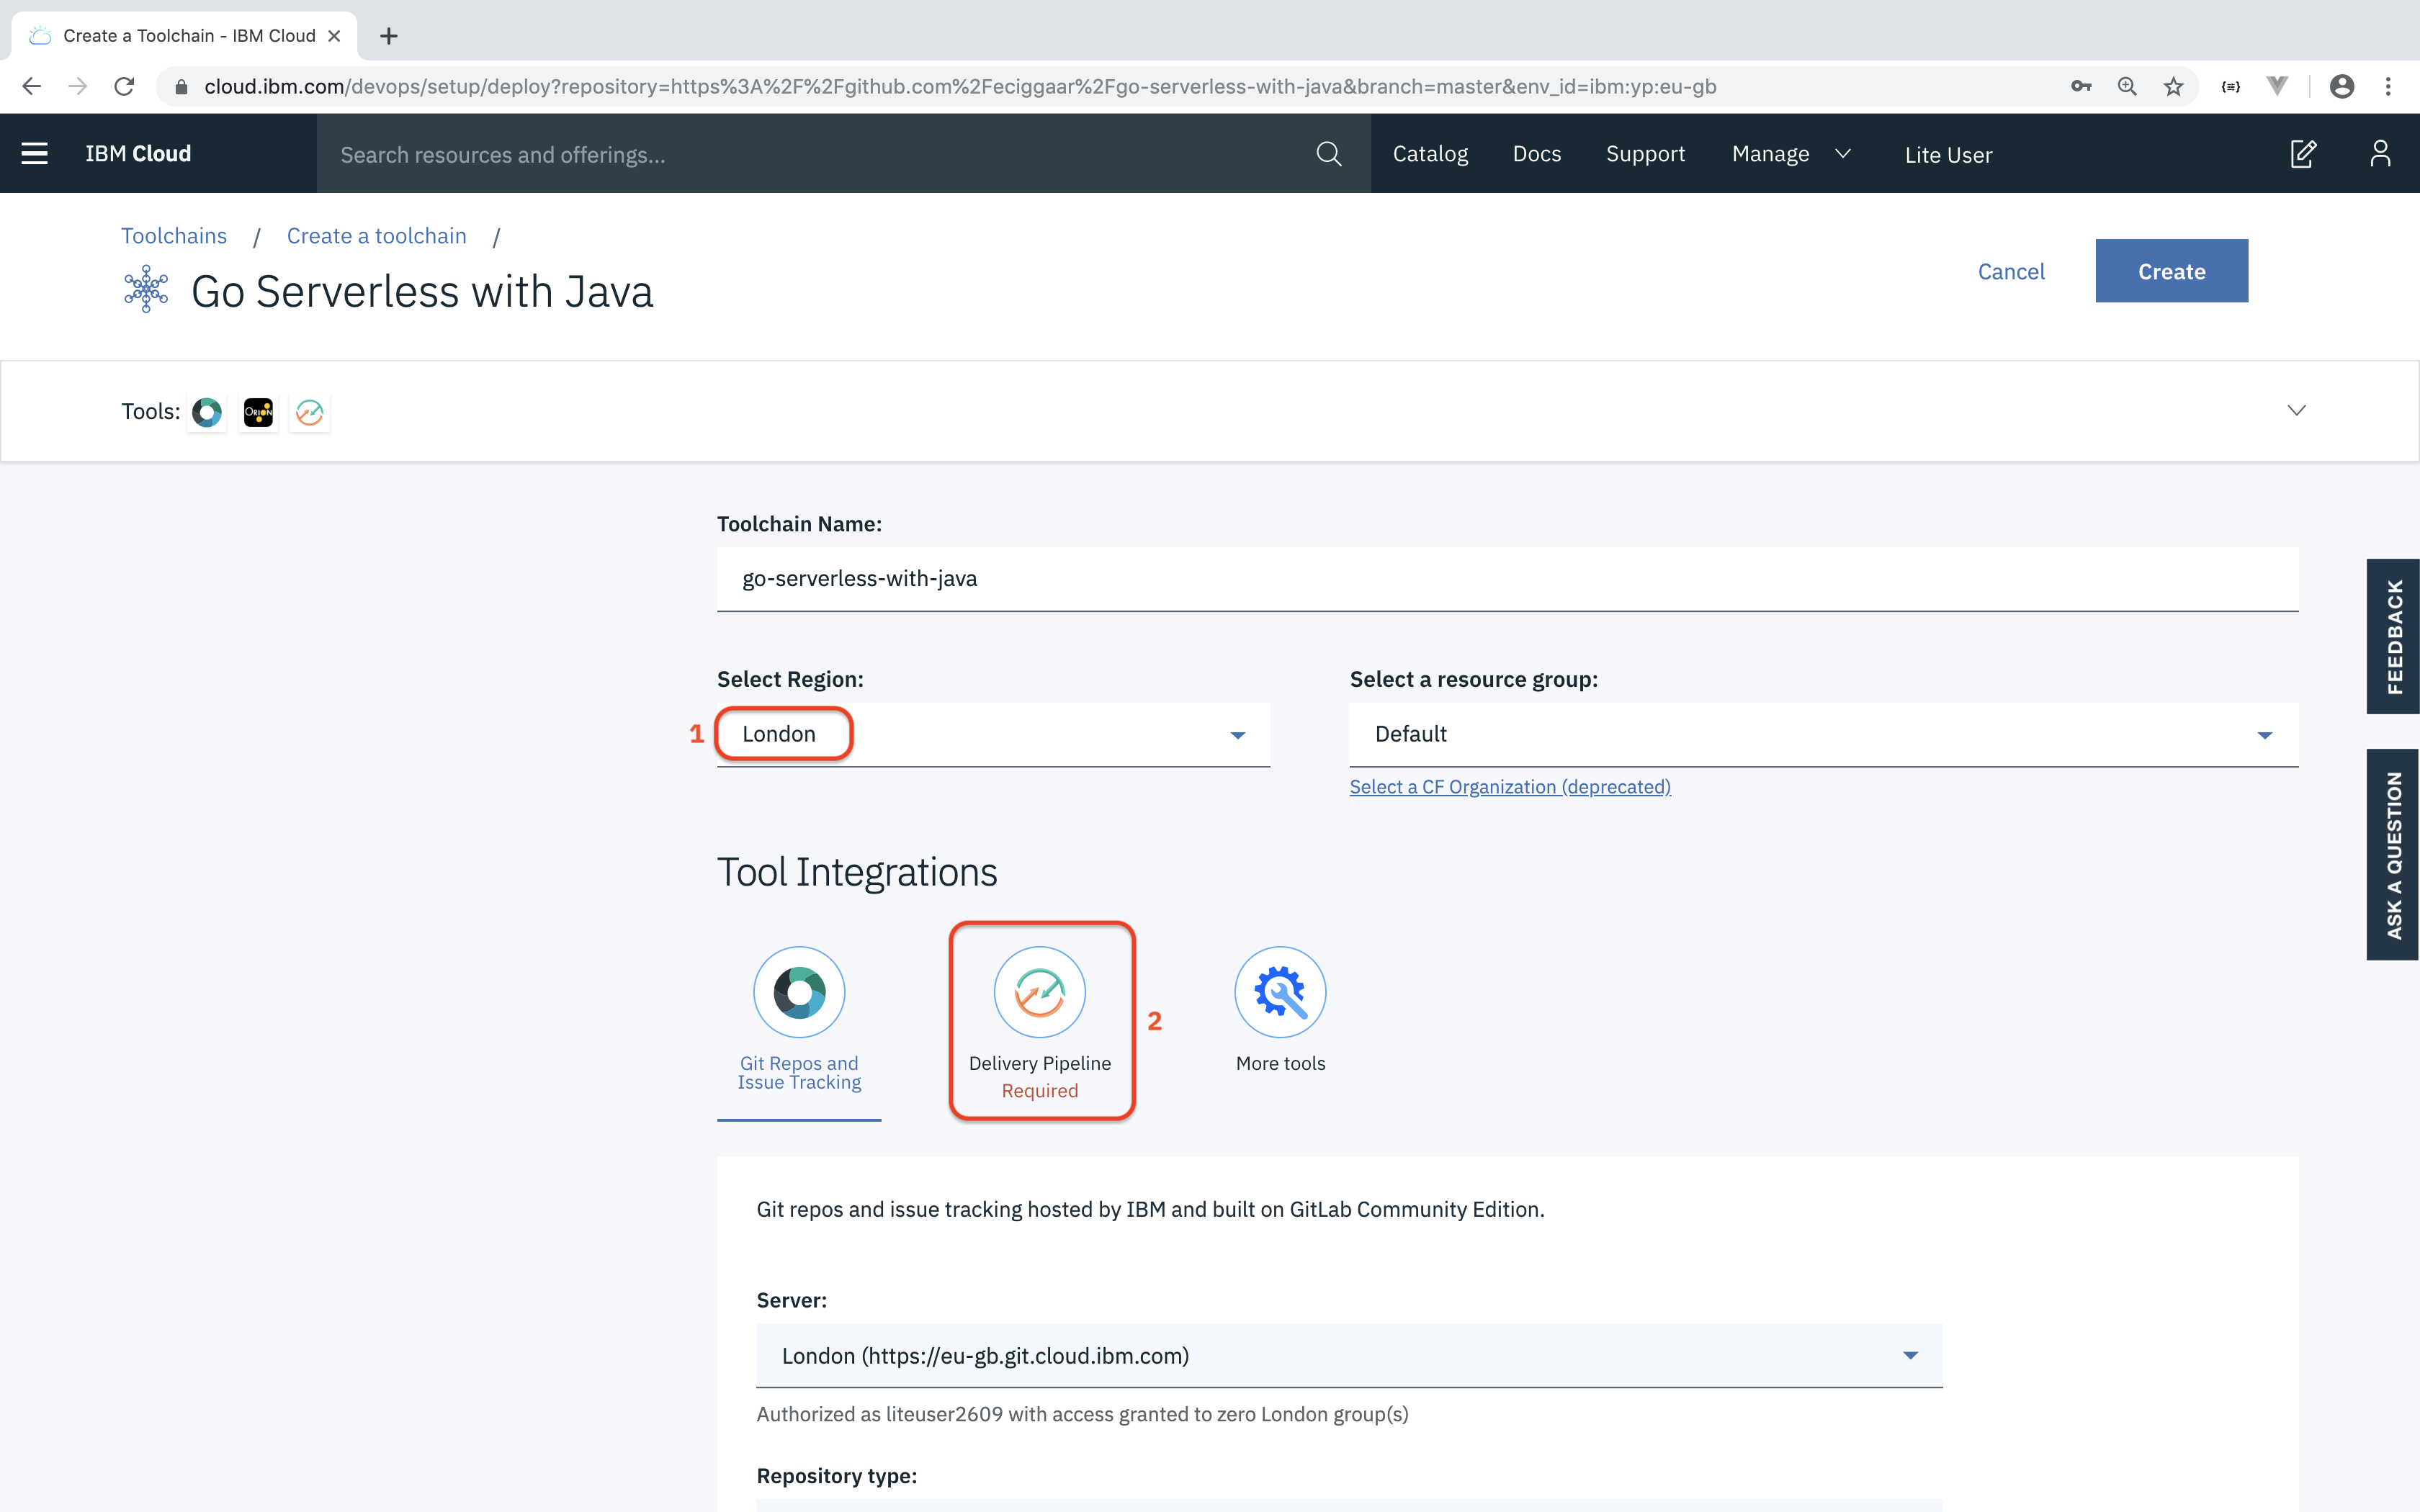 Create a Toolchain - IBM Cloud
cloud.ibm.com/devops/setup/deploy?repository=https%3A%2F%2Fgithub.com%2Feciggaar%2Fgo-serverless-with-java&branch=master&env_id=ibm:yp:eu-gb
IBM Cloud
Search resources and offerings...
Catalog
Docs
Support
Manage
Lite User
Toolchains / Create a toolchain /
Go Serverless with Java
Cancel
Create
Tools:
ORION
Toolchain Name:
go-serverless-with-java
Select Region:
Select a resource group:
1
London
Default
Select a CF Organization (deprecated)
Tool Integrations
Git Repos and
Issue Tracking
Delivery Pipeline
Required
2
More tools
Git repos and issue tracking hosted by IBM and built on GitLab Community Edition.
Server:
London (https://eu-gb.git.cloud.ibm.com)
Authorized as liteuser2609 with access granted to zero London group(s)
Repository type:
FEEDBACK
ASK A QUESTION